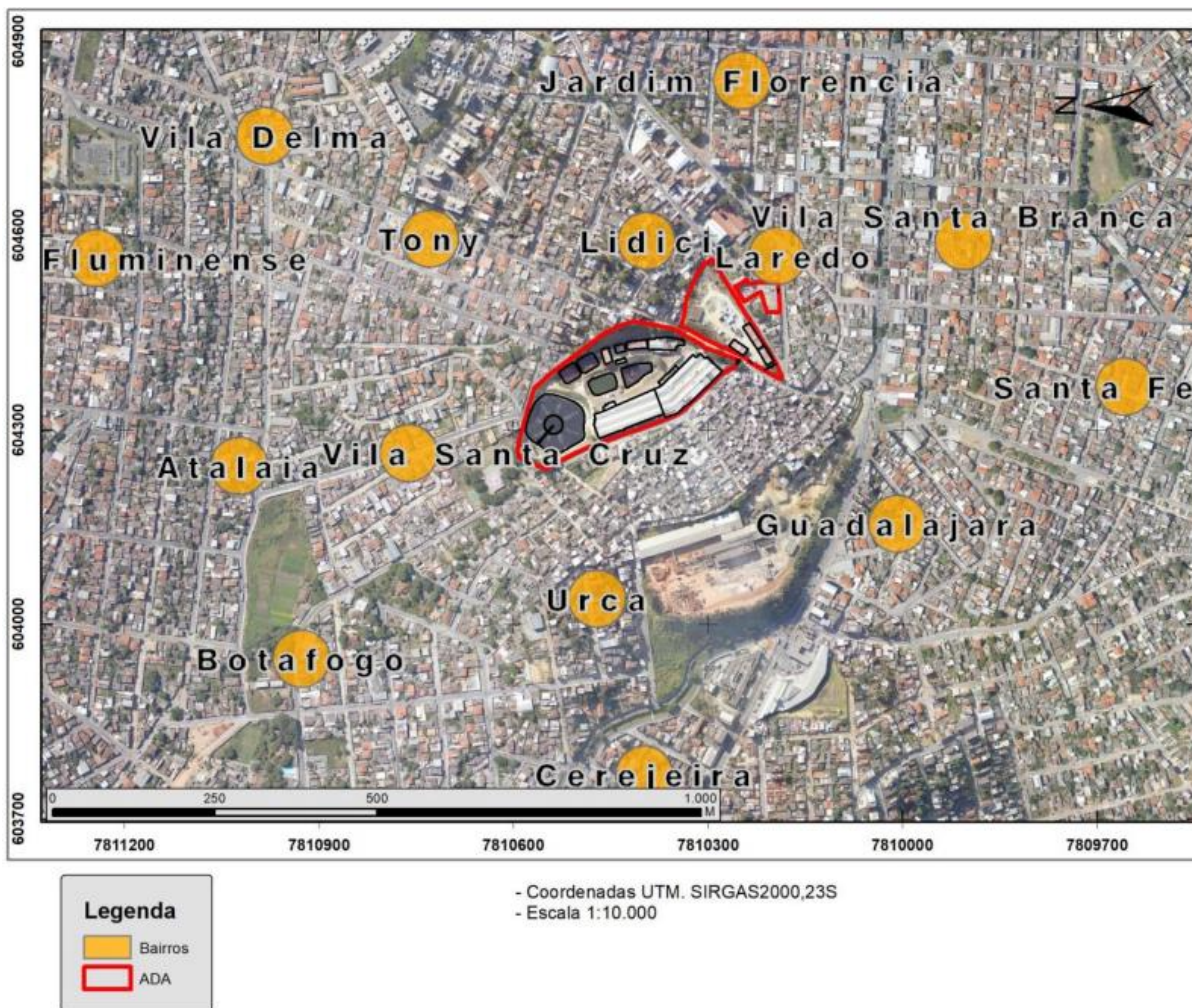 604900
Jardim Florencia
N
Vila Delma
Vila Santa Branca
604600
Tony
Lidici
Laredo
Fluminense
Santa Fe
604300
Vila Santa Cruz
Atalaia
Guadalajara
Urca
604000
Botafogo
Cerejeira
0 250 500 1.000
M
603700
7811200 7810900 7810600 7810300 7810000 7809700
Legenda
Bairros
ADA
- Coordenadas UTM. SIRGAS2000,23S
- Escala 1:10.000